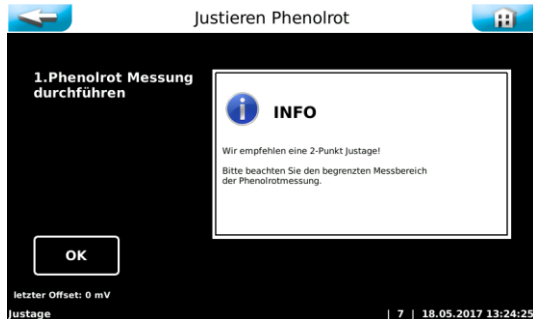 Justieren Phenolrot
1.Phenolrot Messung
durchführen
INFO
Wir empfehlen eine 2-Punkt Justage!
Bitte beachten Sie den begrenzten Messbereich
der Phenolrotmessung.
OK
letzter Offset: 0 mV
Justage | 7 | 18.05.2017 13:24:25